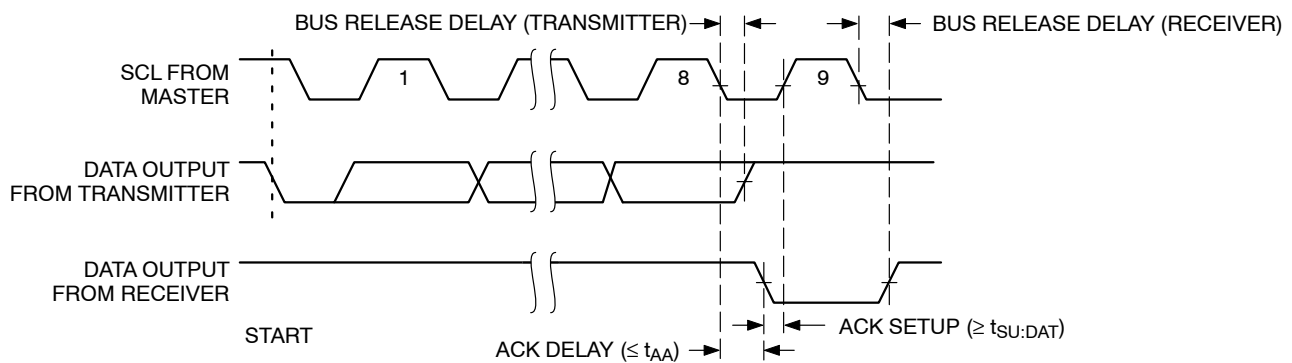 BUS RELEASE DELAY (TRANSMITTER)
BUS RELEASE DELAY (RECEIVER)
SCL FROM
MASTER
1
8
9
DATA OUTPUT
FROM TRANSMITTER
DATA OUTPUT
FROM RECEIVER
START
ACK SETUP (≥ tSU:DAT)
ACK DELAY (≤ tAA)